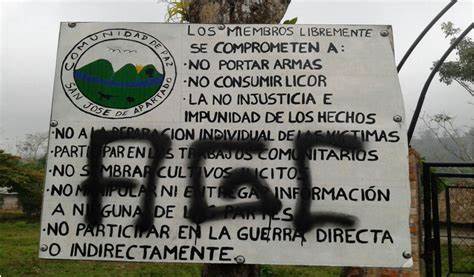 COMUNIDAD DE PAZ
SAN JOSE DE APARTADO
LOS MIEMBROS LIBREMENTE
SE COMPROMETEN A:
·NO PORTAR ARMAS
·NO CONSUMIR LICOR
·LA NO INJUSTICIA E
IMPUNIDAD DE LOS HECHOS
·NO A LA REPARACION INDIVIDUAL DE LAS VICTIMAS
·PARTICIPAR EN LOS TRABAJOS COMUNITARIOS
·NO SEMBRAR CULTIVOS ILICITOS
·NO MANIPULAR NI ENTREGAR INFORMACIÓN
A NINGUNA DE LAS PARTES
·NO PARTICIPAR EN LA GUERRA DIRECTA
O INDIRECTAMENTE.
AGC